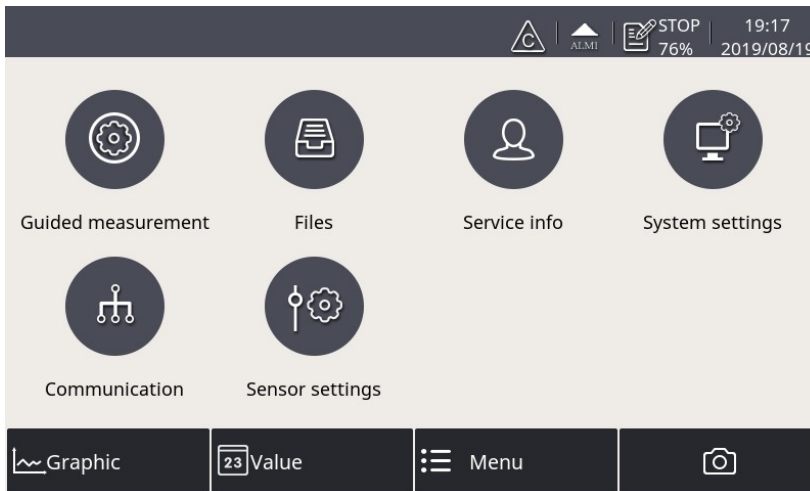 C
ALMI
STOP
76%
19:17
2019/08/19
Guided measurement
Files
Service info
System settings
Communication
Sensor settings
Graphic
23 Value
Menu